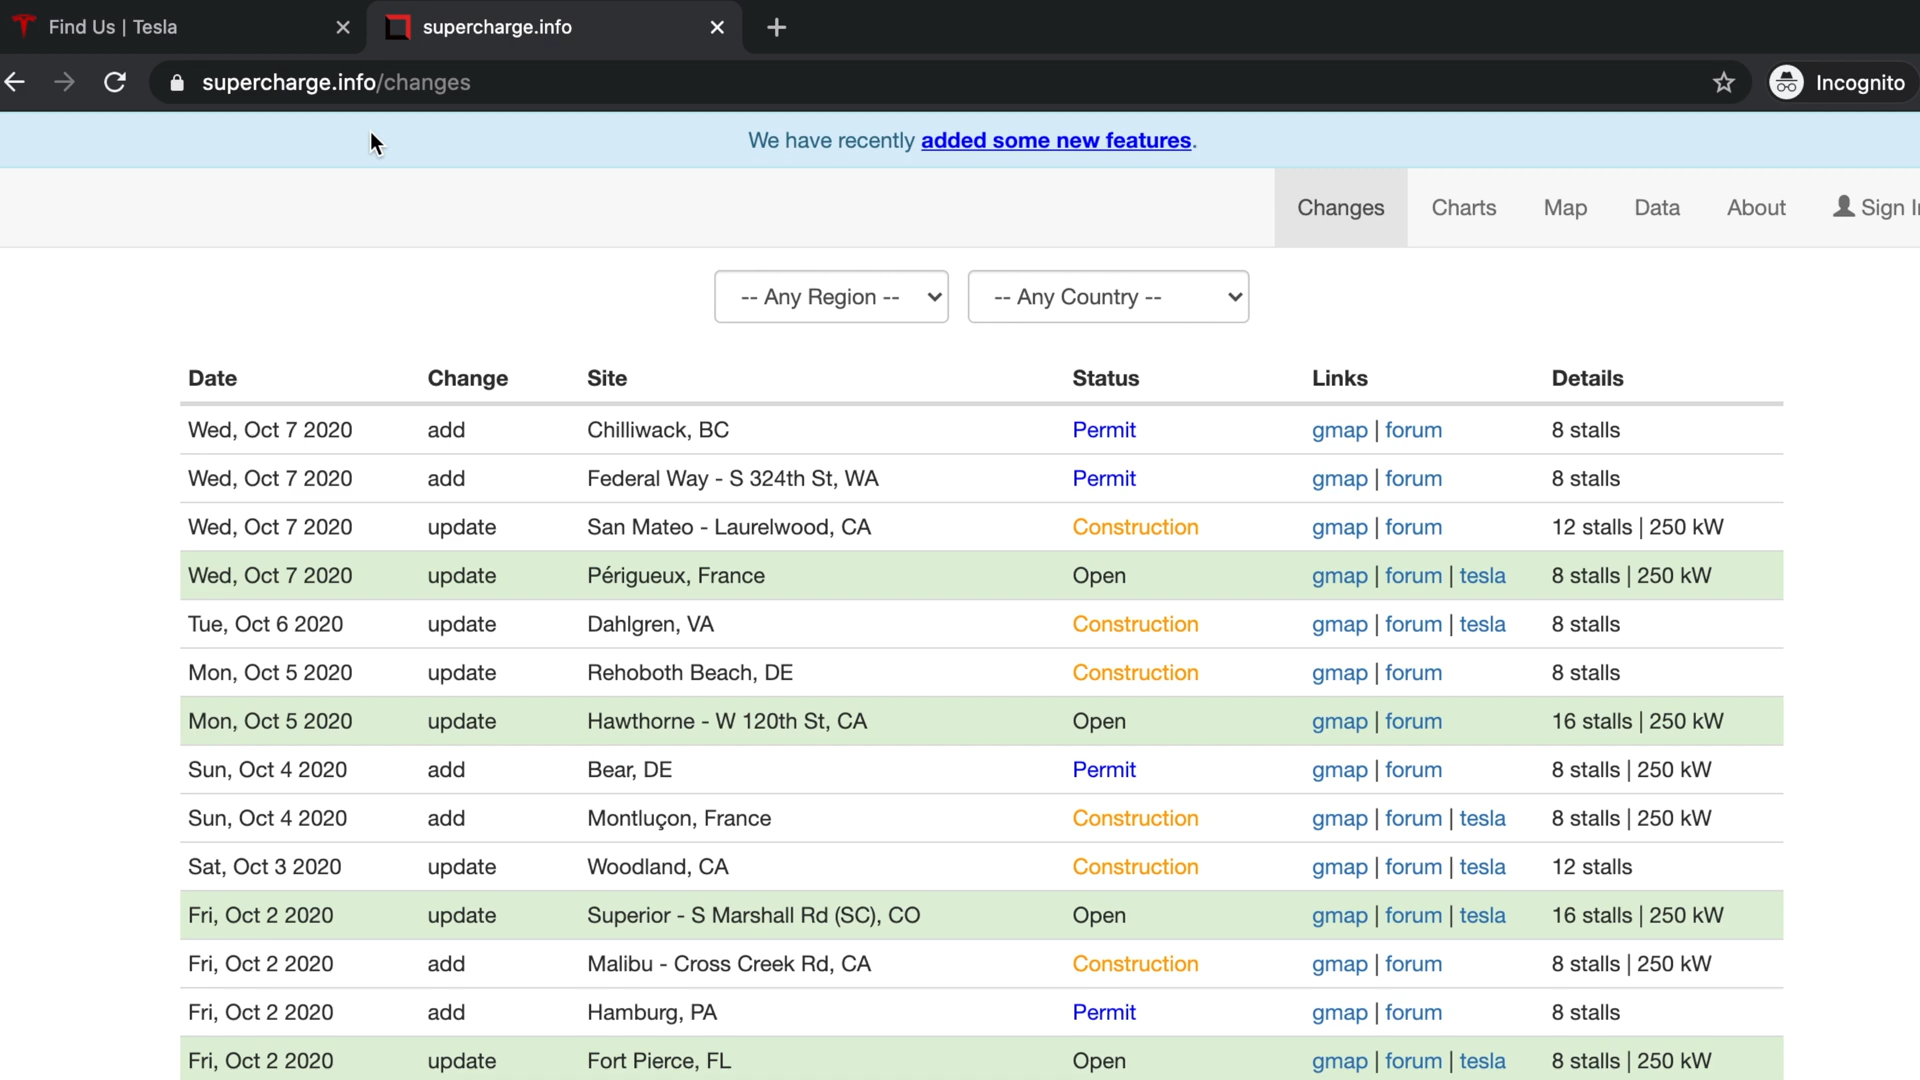 Find Us | Tesla
supercharge.info
supercharge.info/changes
Incognito
We have recently added some new features.
Changes Charts Map Data About Sign I
-- Any Region -- -- Any Country --
Date Change Site Status Links Details
Wed, Oct 7 2020 add Chilliwack, BC Permit gmap | forum 8 stalls
Wed, Oct 7 2020 add Federal Way - S 324th St, WA Permit gmap | forum 8 stalls
Wed, Oct 7 2020 update San Mateo - Laurelwood, CA Construction gmap | forum 12 stalls | 250 kW
Wed, Oct 7 2020 update Périgueux, France Open gmap | forum | tesla 8 stalls | 250 kW
Tue, Oct 6 2020 update Dahlgren, VA Construction gmap | forum | tesla 8 stalls
Mon, Oct 5 2020 update Rehoboth Beach, DE Construction gmap | forum 8 stalls
Mon, Oct 5 2020 update Hawthorne - W 120th St, CA Open gmap | forum 16 stalls | 250 kW
Sun, Oct 4 2020 add Bear, DE Permit gmap | forum 8 stalls | 250 kW
Sun, Oct 4 2020 add Montluçon, France Construction gmap | forum | tesla 8 stalls | 250 kW
Sat, Oct 3 2020 update Woodland, CA Construction gmap | forum | tesla 12 stalls
Fri, Oct 2 2020 update Superior - S Marshall Rd (SC), CO Open gmap | forum | tesla 16 stalls | 250 kW
Fri, Oct 2 2020 add Malibu - Cross Creek Rd, CA Construction gmap | forum 8 stalls | 250 kW
Fri, Oct 2 2020 add Hamburg, PA Permit gmap | forum 8 stalls
Fri, Oct 2 2020 update Fort Pierce, FL Open gmap | forum | tesla 8 stalls | 250 kW